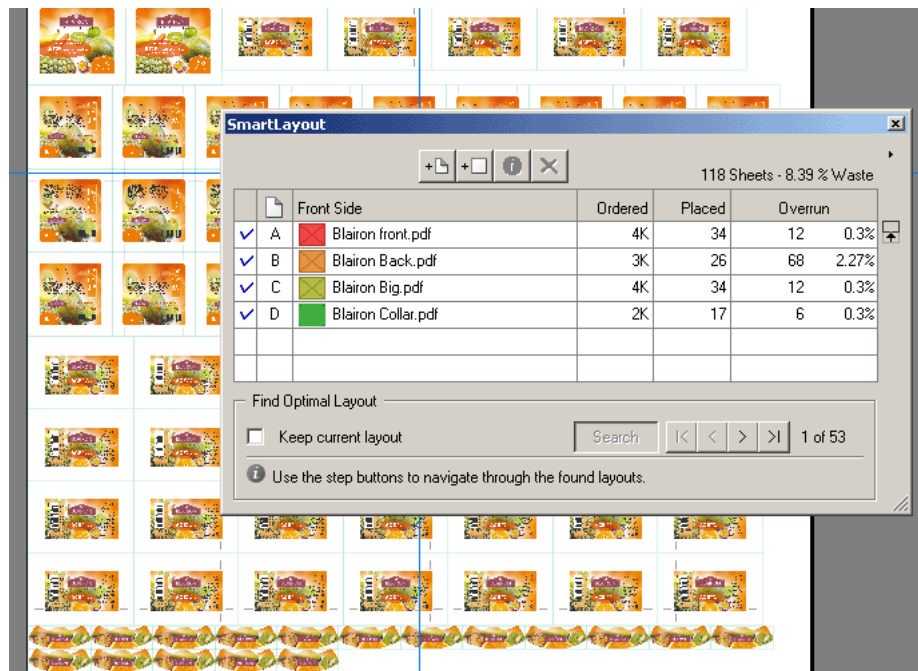 SmartLayout
118 Sheets - 8.39 % Waste
Front Side Ordered Placed Overrun
A Blairon front.pdf 4K 34 12 0.3%
B Blairon Back.pdf 3K 26 68 2.27%
C Blairon Big.pdf 4K 34 12 0.3%
D Blairon Collar.pdf 2K 17 6 0.3%
Find Optimal Layout
Keep current layout Search 1 of 53
Use the step buttons to navigate through the found layouts.